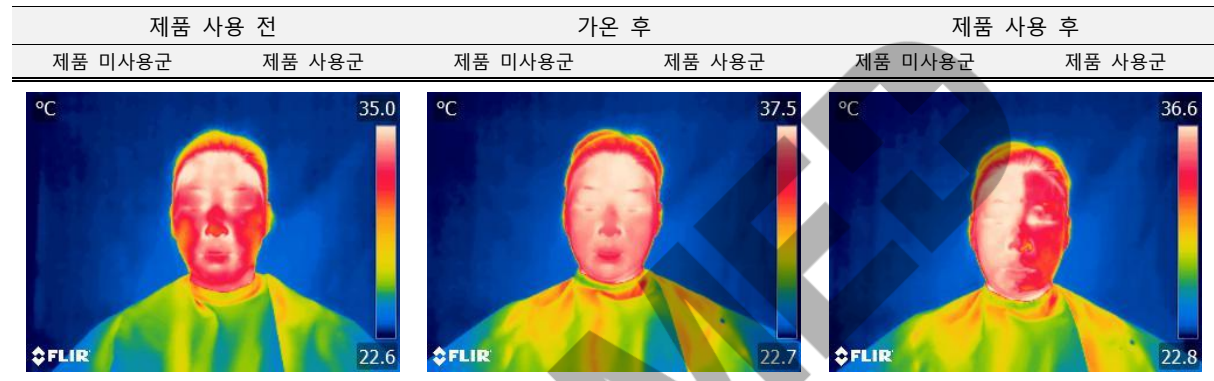 제품 사용 전 가온 후 제품 사용 후
제품 미사용군 제품 사용군 제품 미사용군 제품 사용군 제품 미사용군 제품 사용군
°C 35.0 °C 37.5 °C 36.6
FLIR 22.6 FLIR 22.7 FLIR 22.8